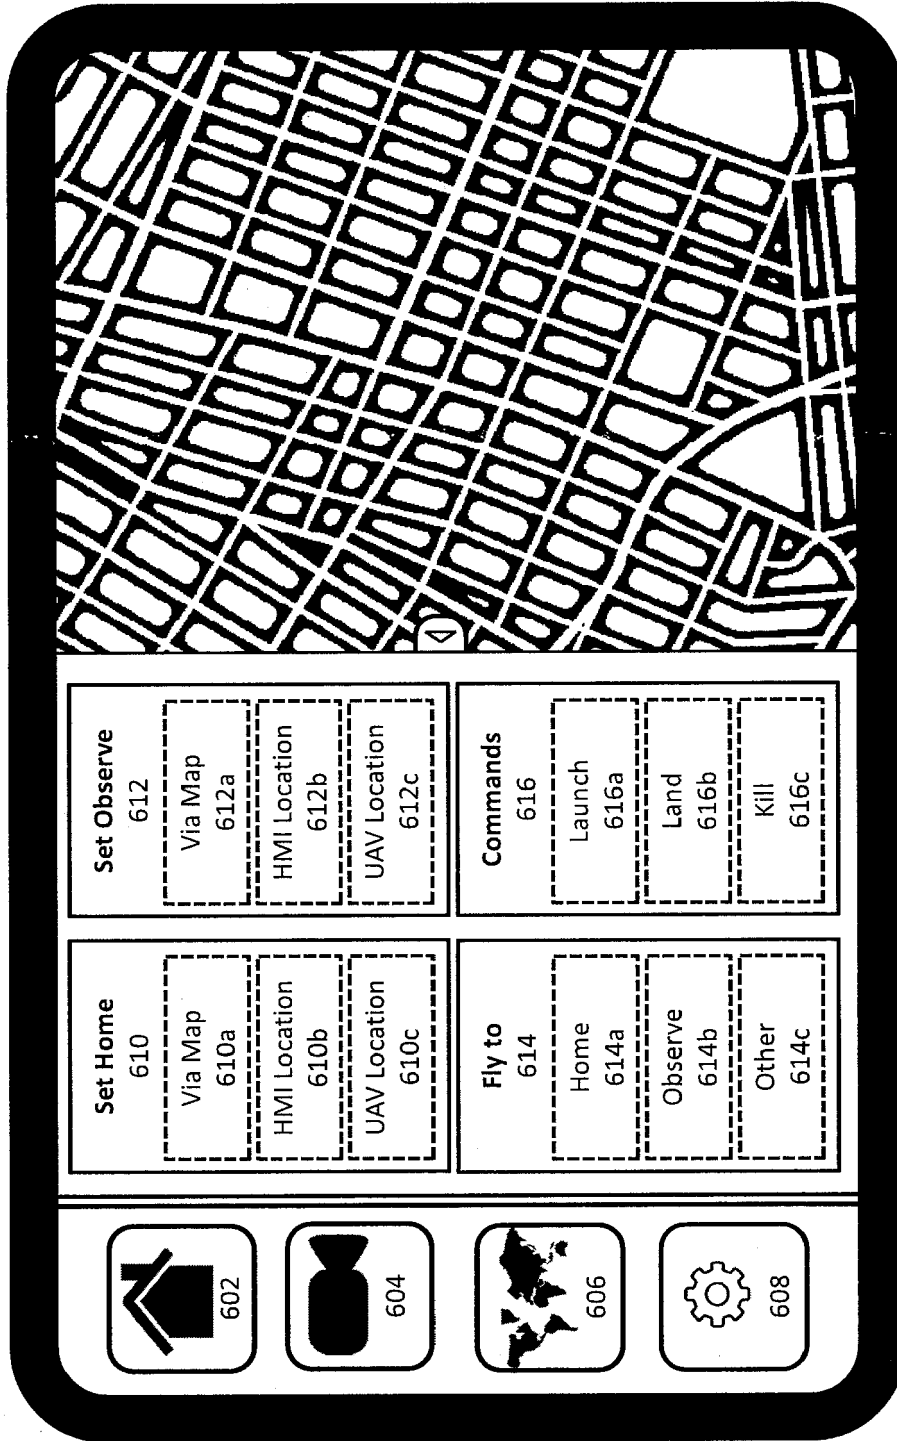 602
604
606
608
Set Home
610
Via Map
610a
HMI Location
610b
UAV Location
610c
Fly to
614
Home
614a
Observe
614b
Other
614c
Set Observe
612
Via Map
612a
HMI Location
612b
UAV Location
612c
Commands
616
Launch
616a
Land
616b
Kill
616c